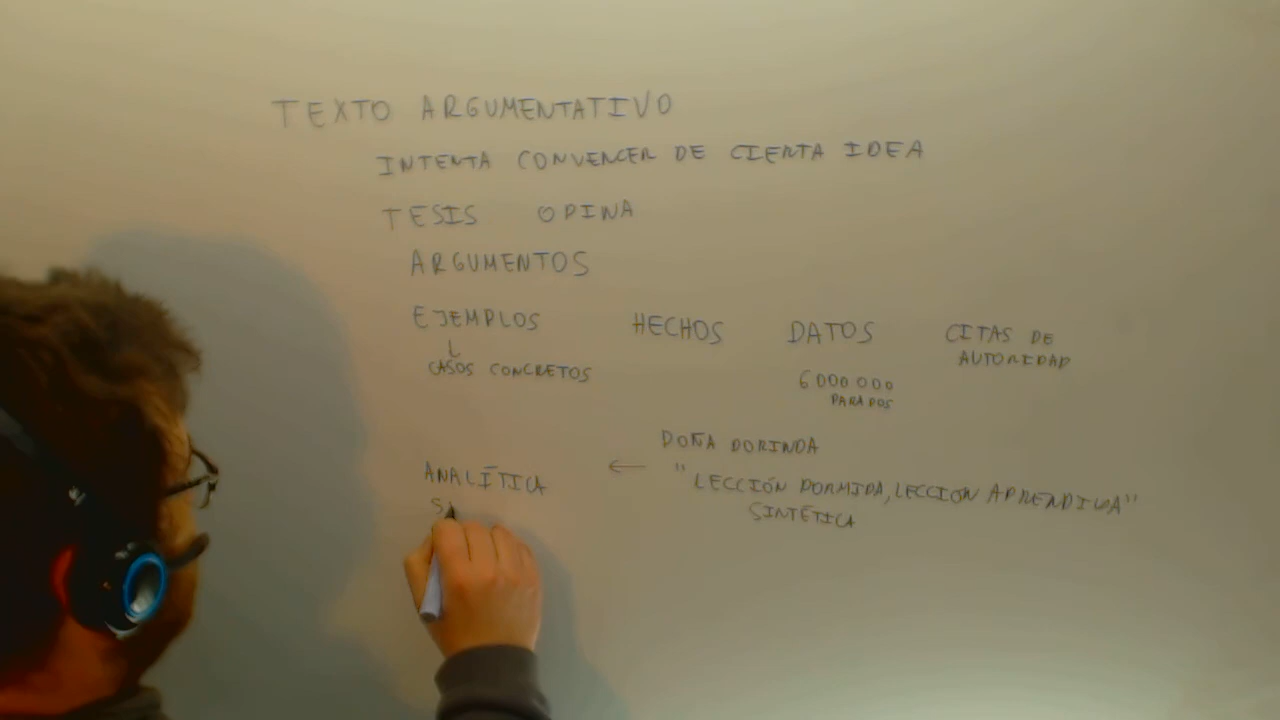 TEXTO ARGUMENTATIVO
INTENTA CONVENCER DE CIERTA IDEA
TESIS OPINA
ARGUMENTOS
EJEMPLOS HECHOS DATOS CITAS DE
AUTORIDAD
CASOS CONCRETOS
6000000
PARADOS
DOÑA DORINDA
ANALÍTICA ← "LECCIÓN DORMIDA, LECCIÓN APRENDIDA"
SINTÉTICA